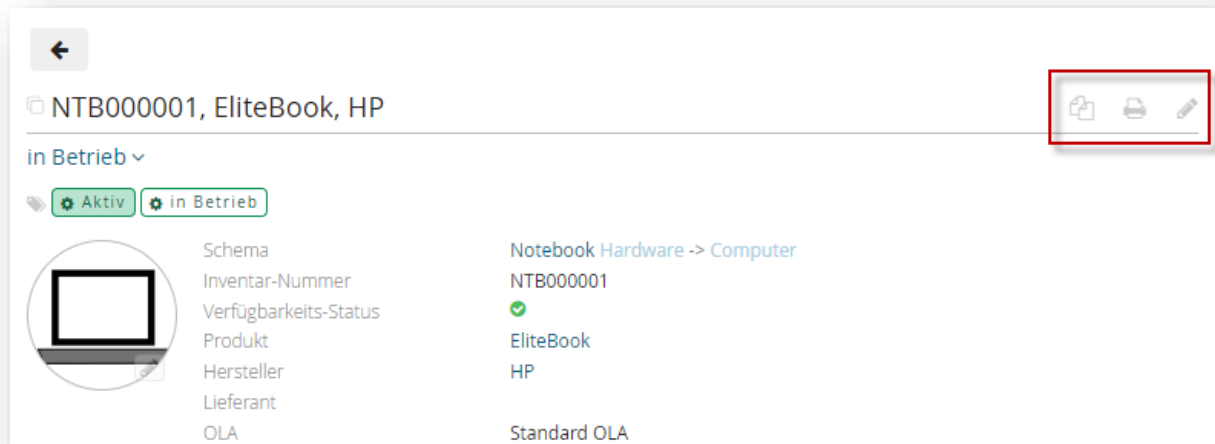 NTB000001, EliteBook, HP
in Betrieb
Aktiv in Betrieb
Schema Notebook Hardware -> Computer
Inventar-Nummer NTB000001
Verfügbarkeits-Status
Produkt EliteBook
Hersteller HP
Lieferant
OLA Standard OLA